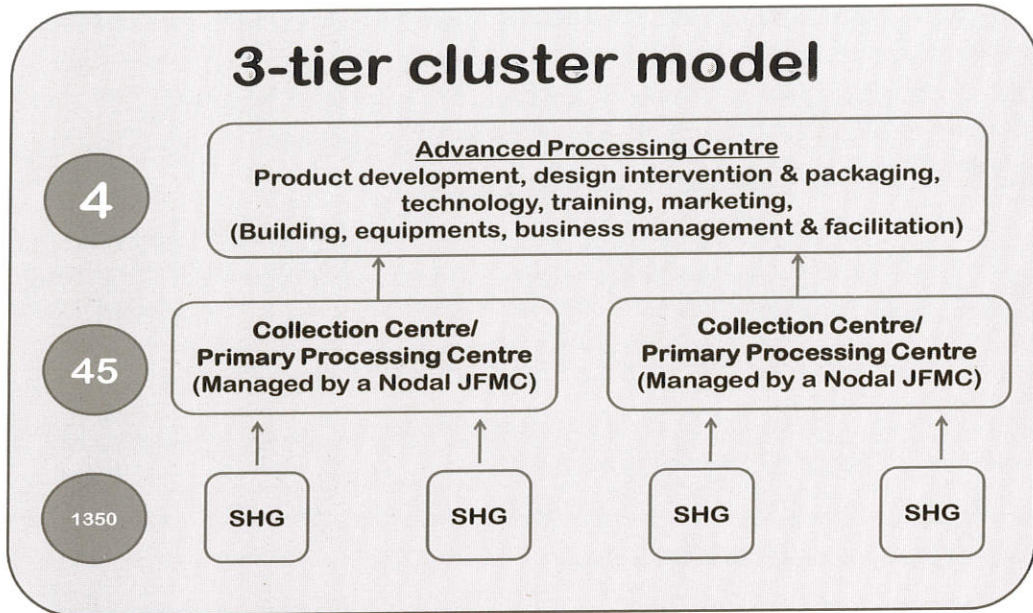 3-tier cluster model
4
Advanced Processing Centre
Product development, design intervention & packaging,
technology, training, marketing,
(Building, equipments, business management & facilitation)
45
Collection Centre/
Primary Processing Centre
(Managed by a Nodal JFMC)
Collection Centre/
Primary Processing Centre
(Managed by a Nodal JFMC)
1350
SHG
SHG
SHG
SHG